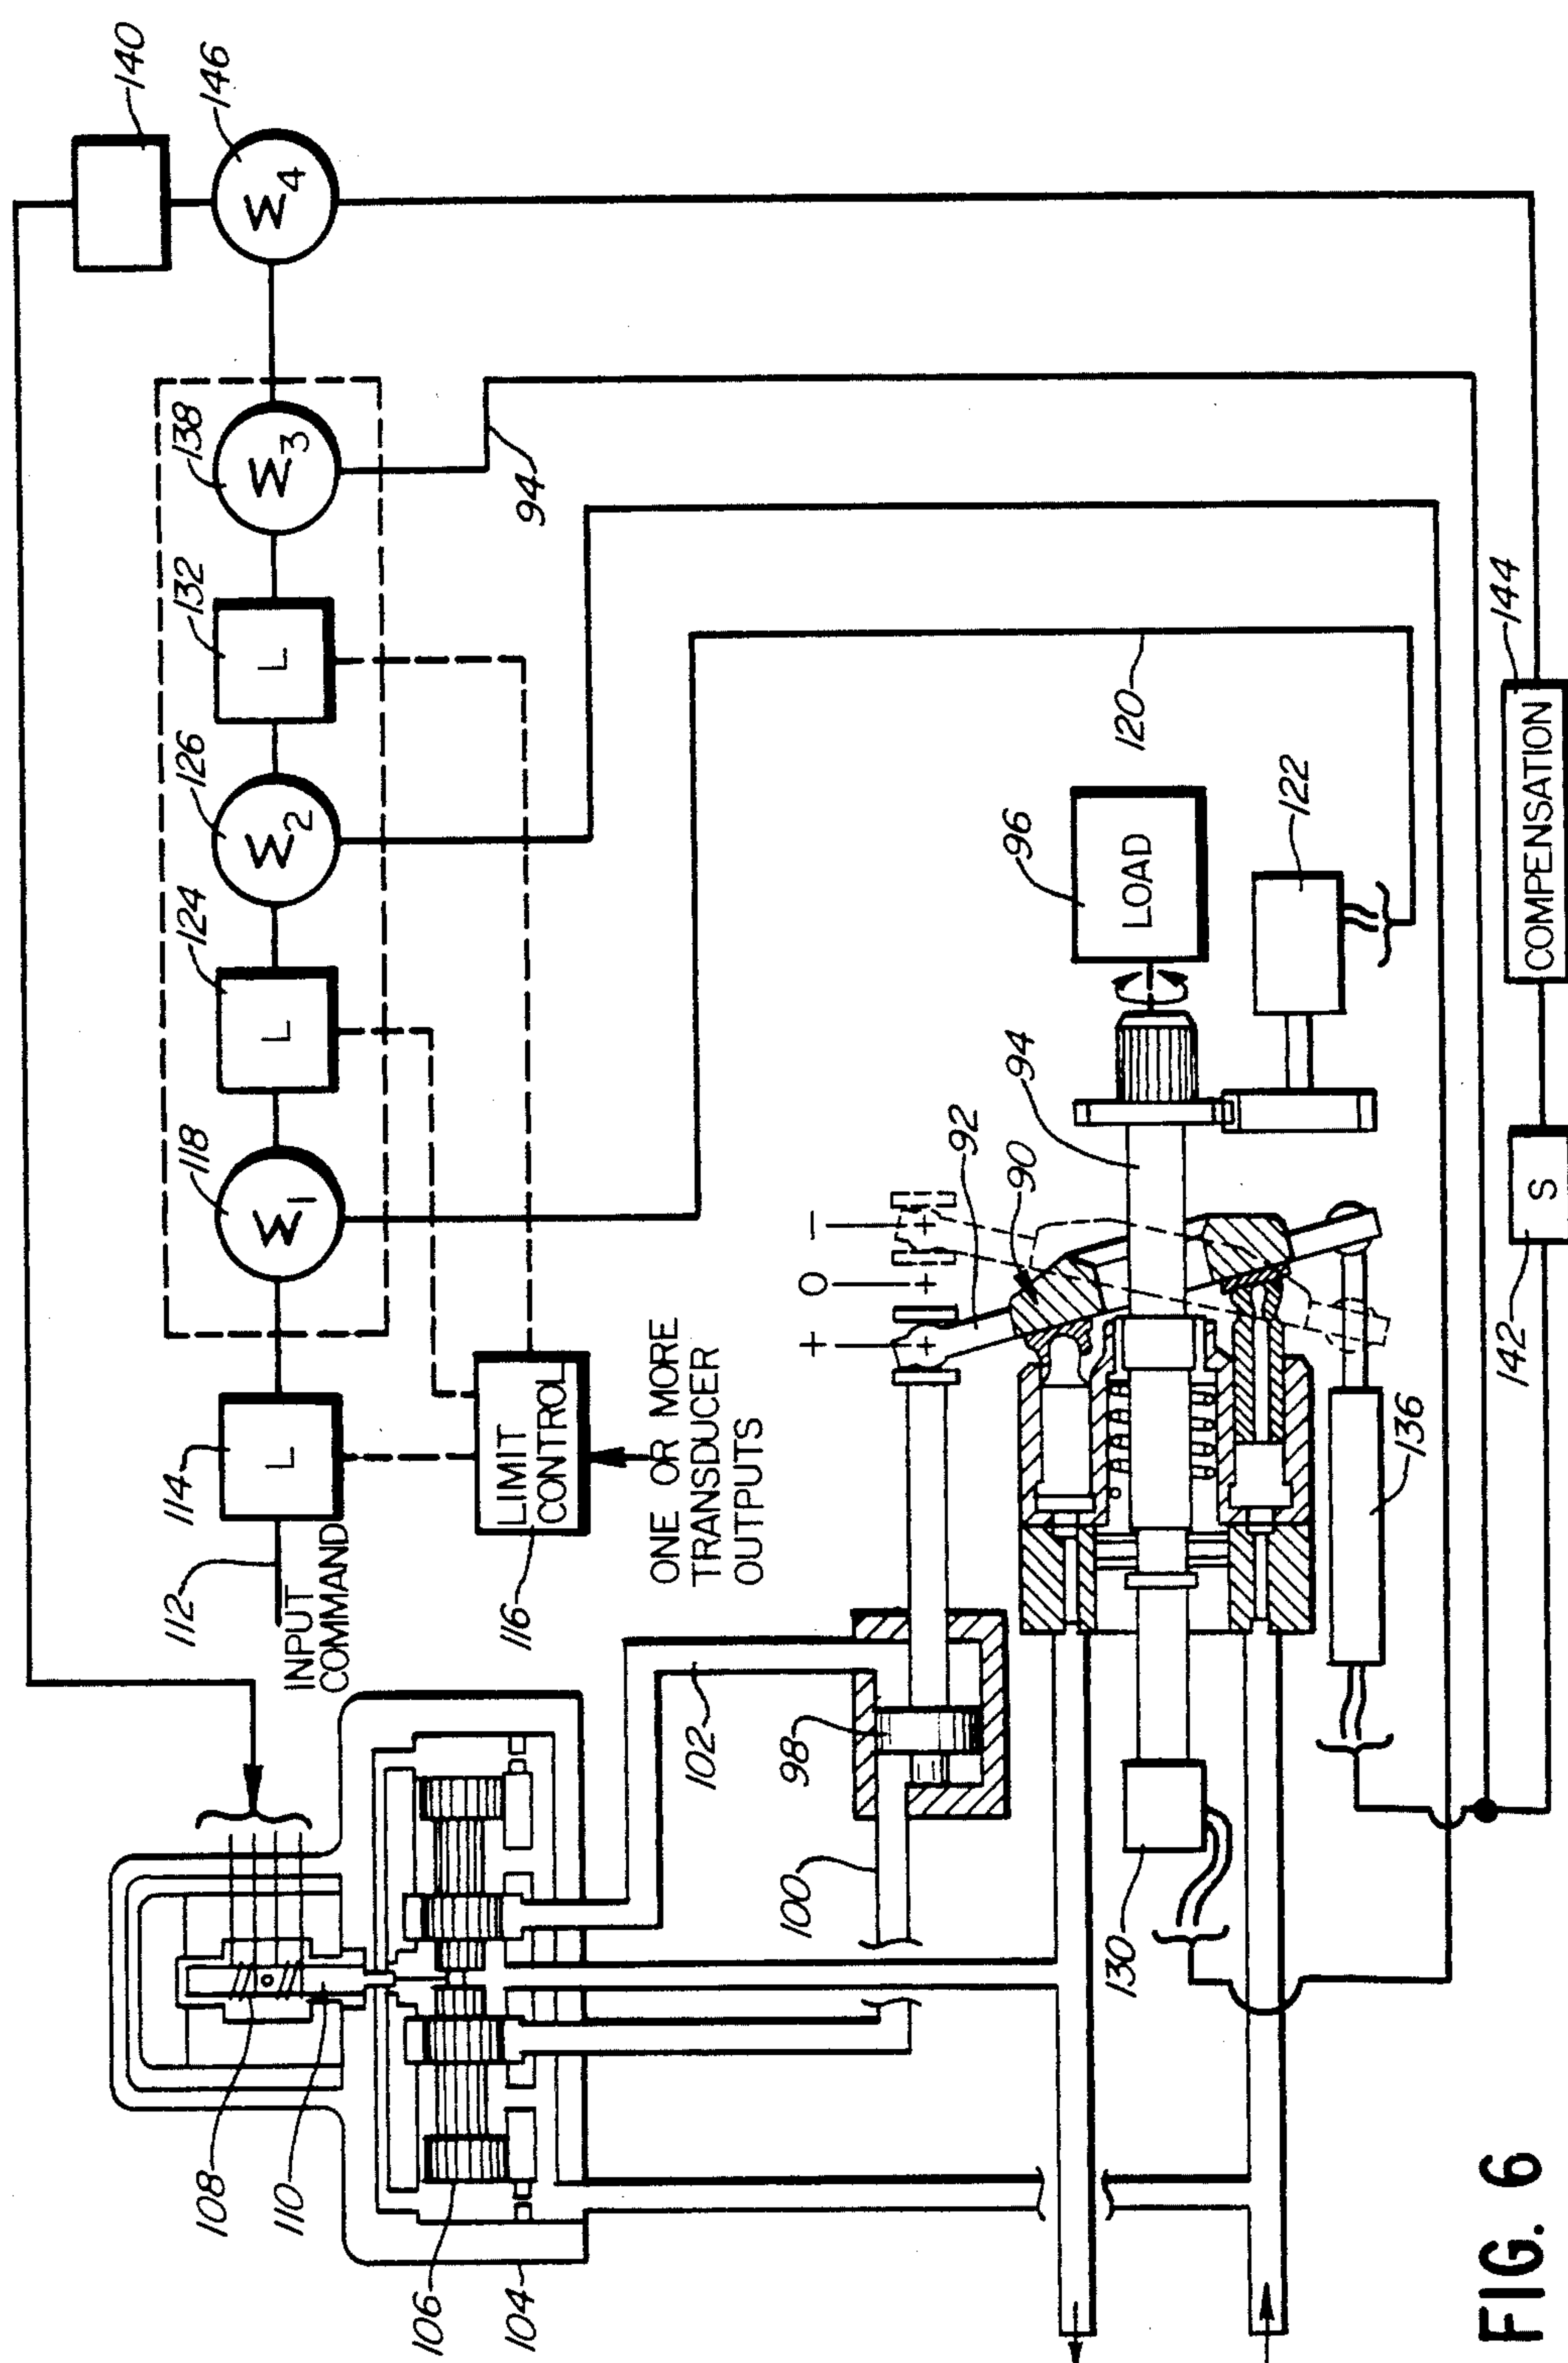 140
146
W4
138
W3
94
132
L
126
W2
124
L
118
W1
114
L
112
INPUT
COMMAND
LIMIT
CONTROL
116
ONE OR MORE
TRANSDUCER
OUTPUTS
120
144
COMPENSATION
S
142
122
96
LOAD
94
92
90
+
O
-
+
+
+
136
102
98
100
130
108
110
106
104
FIG. 6